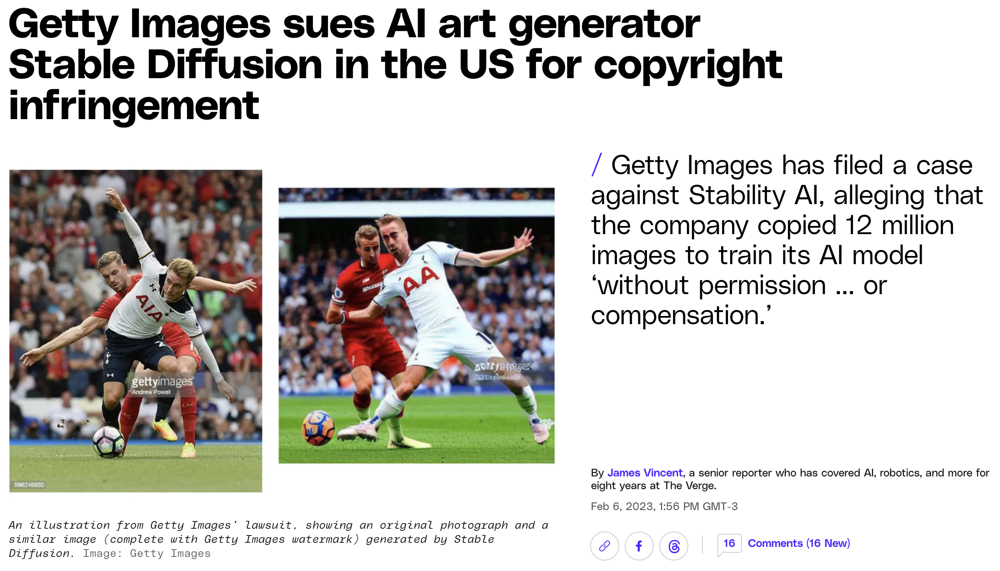 Getty Images sues AI art generator
Stable Diffusion in the US for copyright
infringement
AIA
2
gettyimages
Andrew Powell
LFC
LFC
596246930
AA
1
An illustration from Getty Images’ lawsuit, showing an original photograph and a
similar image (complete with Getty Images watermark) generated by Stable
Diffusion. Image: Getty Images
/ Getty Images has filed a case
against Stability AI, alleging that
the company copied 12 million
images to train its AI model
‘without permission ... or
compensation.’
By James Vincent, a senior reporter who has covered AI, robotics, and more for
eight years at The Verge.
Feb 6, 2023, 1:56 PM GMT-3
16 Comments (16 New)